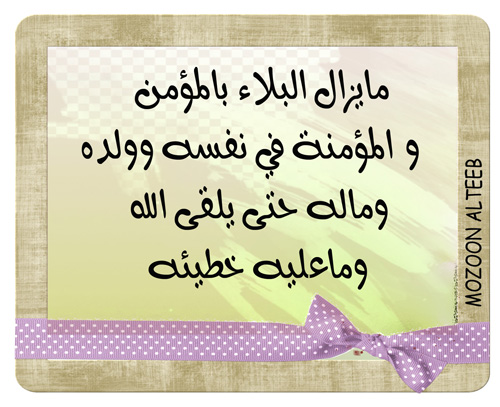 مايزال البلاء بالمؤمن
و المؤمنة في نفسه وولده
وماله حتى يلقى الله
وماعليه خطيئه
MOZOON ALTEEB